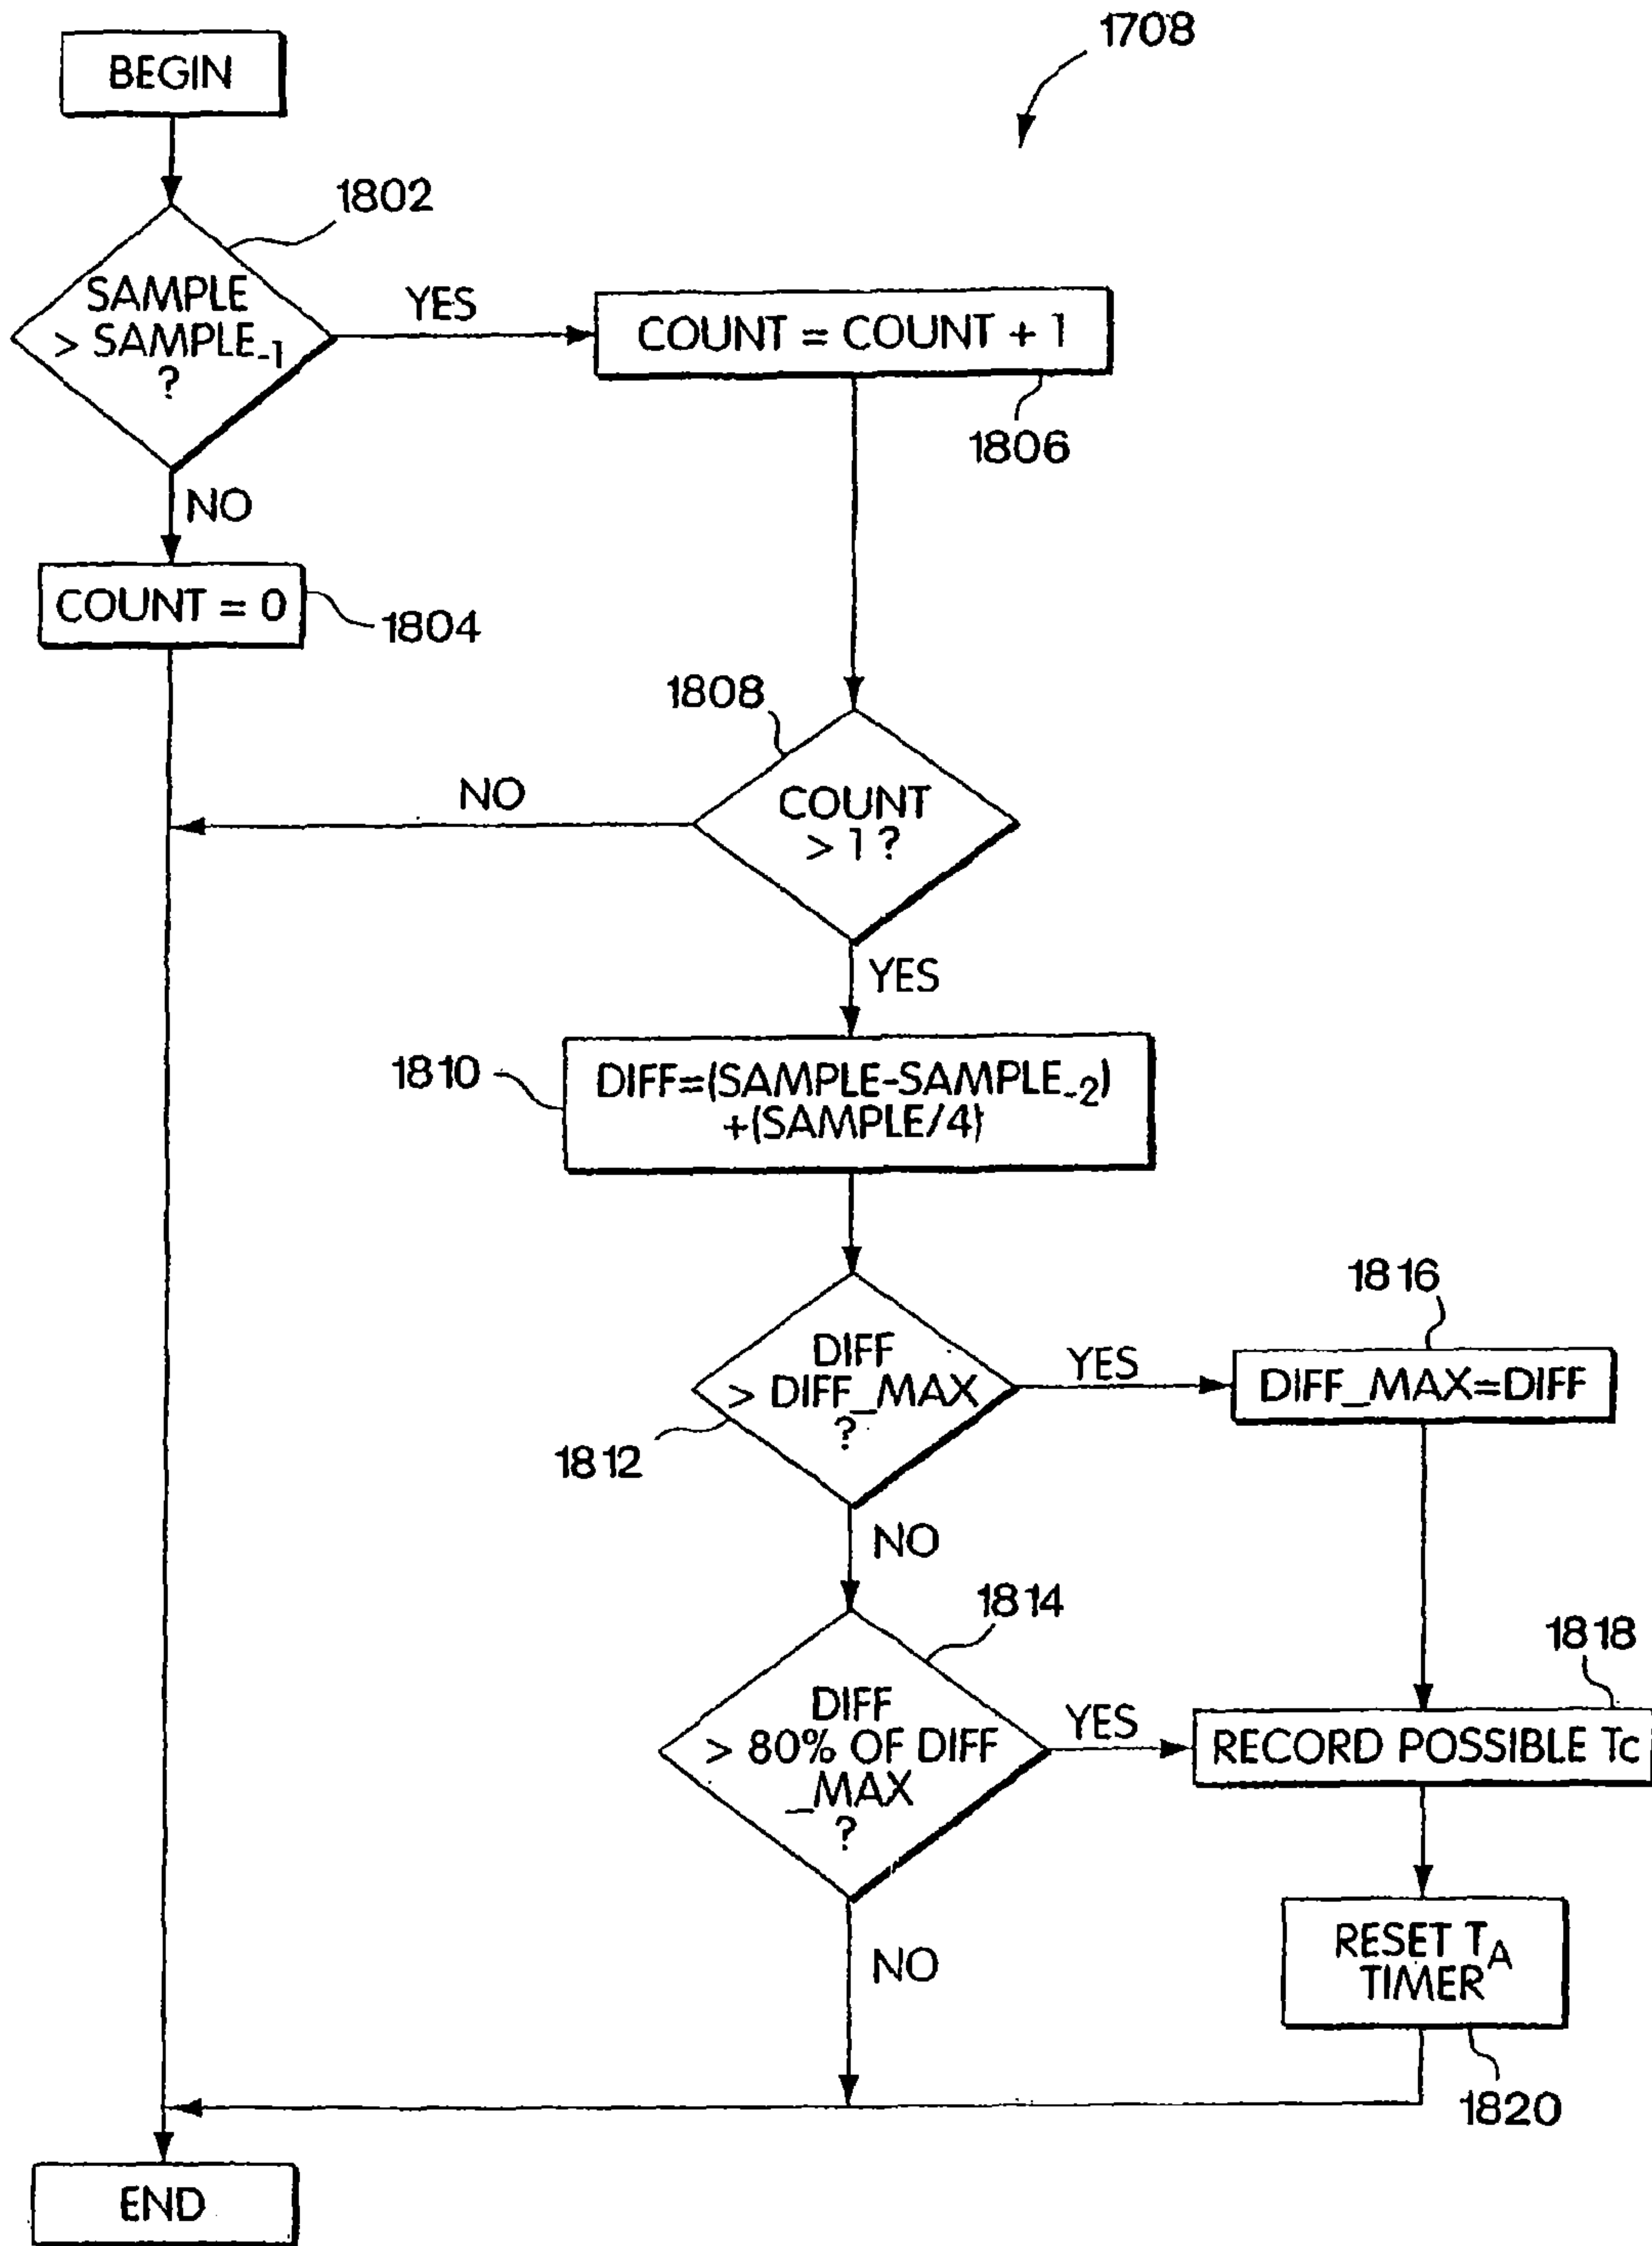 1708
BEGIN
1802
SAMPLE
> SAMPLE₋₁
?
YES
COUNT = COUNT + 1
1806
NO
COUNT = 0
1804
1808
COUNT
> 1 ?
NO
YES
1810
DIFF=(SAMPLE-SAMPLE₋₂)
+(SAMPLE/4)
1812
DIFF
> DIFF_MAX
?
YES
1816
DIFF_MAX=DIFF
NO
1814
DIFF
> 80% OF DIFF
_MAX
?
YES
1818
RECORD POSSIBLE Tc
NO
RESET T_A
TIMER
1820
END